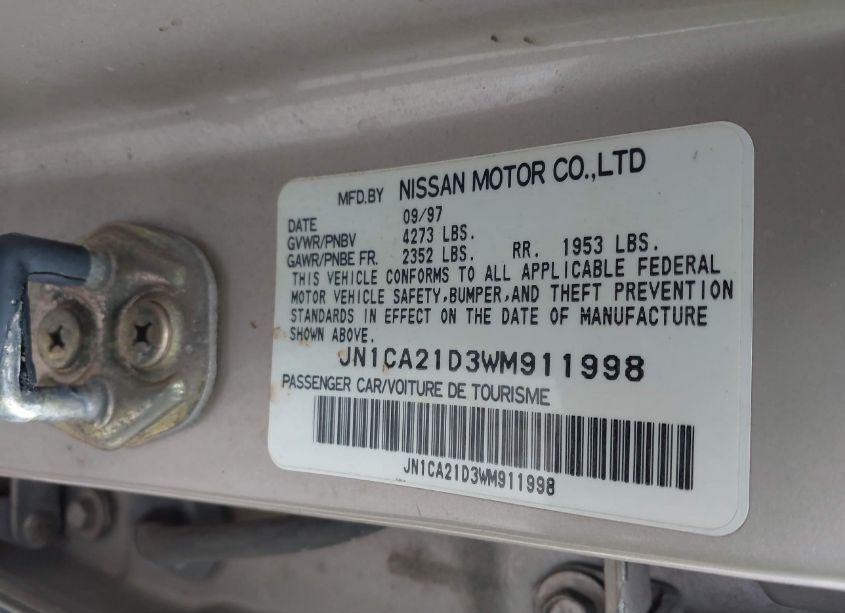 MFD.BY NISSAN MOTOR CO.,LTD
DATE 09/97
GVWR/PNBV 4273 LBS.
GAWR/PNBE FR. 2352 LBS. RR. 1953 LBS.
THIS VEHICLE CONFORMS TO ALL APPLICABLE FEDERAL
MOTOR VEHICLE SAFETY,BUMPER,AND THEFT PREVENTION
STANDARDS IN EFFECT ON THE DATE OF MANUFACTURE
SHOWN ABOVE.
JN1CA21D3WM911998
PASSENGER CAR/VOITURE DE TOURISME
JN1CA21D3WM911998